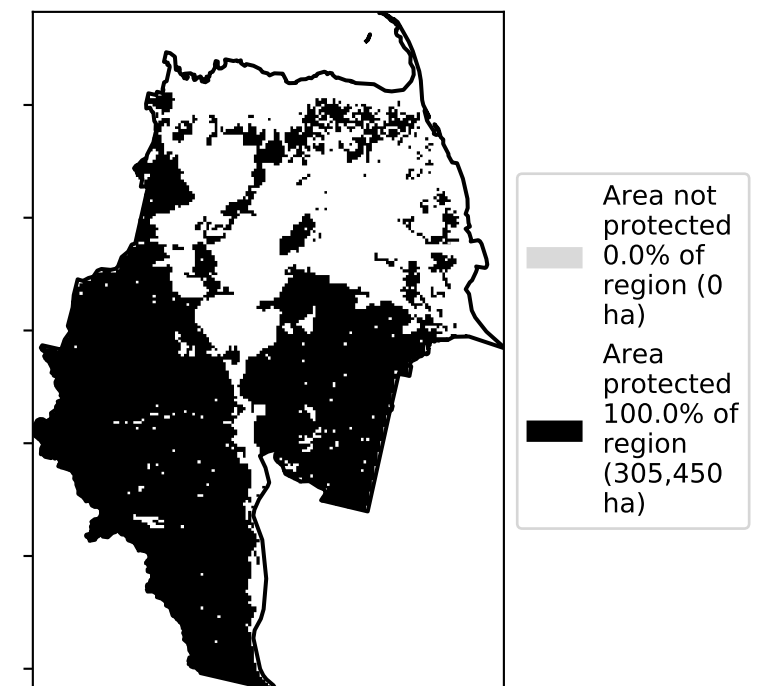 Area not
protected
0.0% of
region (0
ha)
Area
protected
100.0% of
region
(305,450
ha)